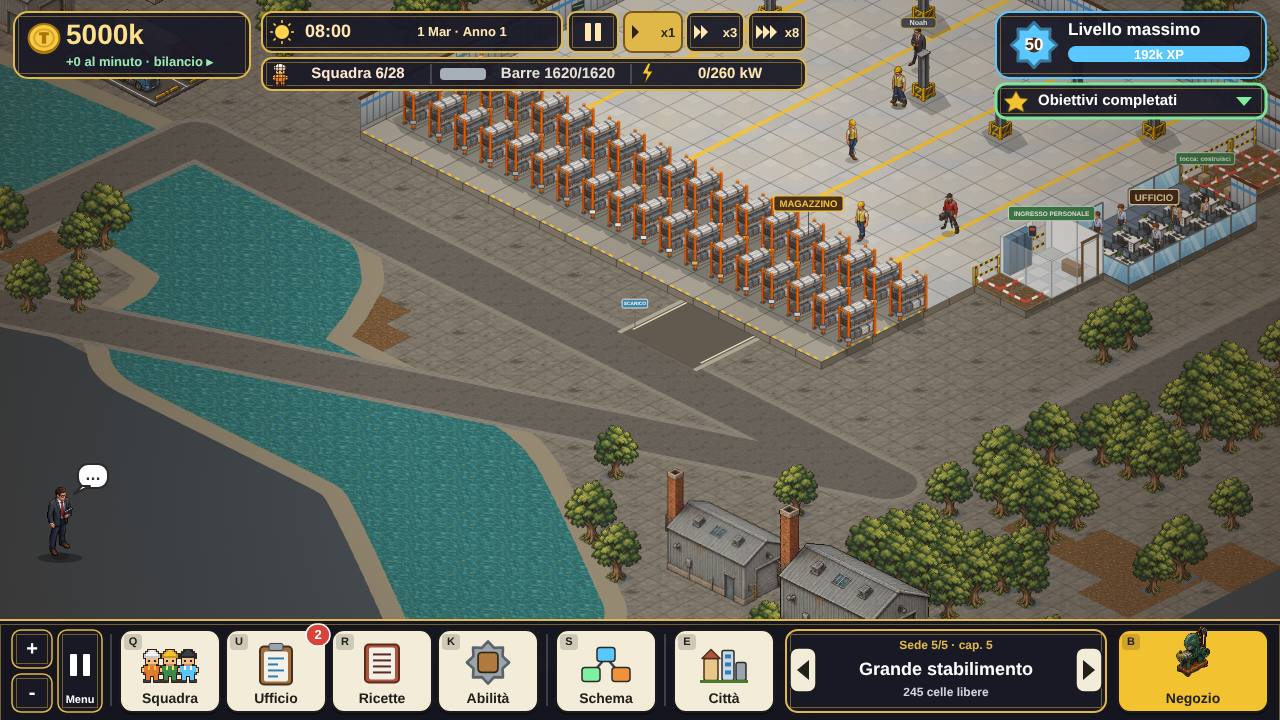 5000k
+0 al minuto · bilancio ▸
08:00
1 Mar · Anno 1
x1
x3
x8
Squadra 6/28
Barre 1620/1620
0/260 kW
50
Livello massimo
192k XP
Obiettivi completati
Noah
MAGAZZINO
INGRESSO PERSONALE
UFFICIO
tocca: costruisci
SCARICO
...
+
-
Menu
Q
Squadra
U
2
Ufficio
R
Ricette
K
Abilità
S
Schema
E
Città
Sede 5/5 · cap. 5
Grande stabilimento
245 celle libere
B
Negozio